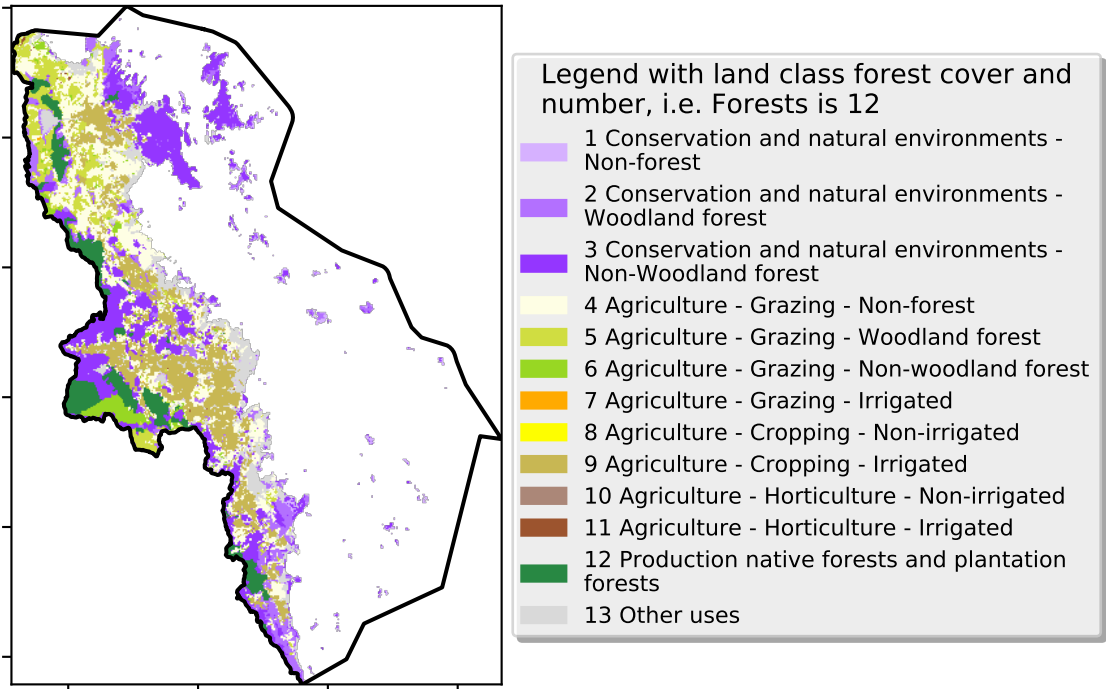 Legend with land class forest cover and
number, i.e. Forests is 12
1 Conservation and natural environments -
Non-forest
2 Conservation and natural environments -
Woodland forest
3 Conservation and natural environments -
Non-Woodland forest
4 Agriculture - Grazing - Non-forest
5 Agriculture - Grazing - Woodland forest
6 Agriculture - Grazing - Non-woodland forest
7 Agriculture - Grazing - Irrigated
8 Agriculture - Cropping - Non-irrigated
9 Agriculture - Cropping - Irrigated
10 Agriculture - Horticulture - Non-irrigated
11 Agriculture - Horticulture - Irrigated
12 Production native forests and plantation
forests
13 Other uses